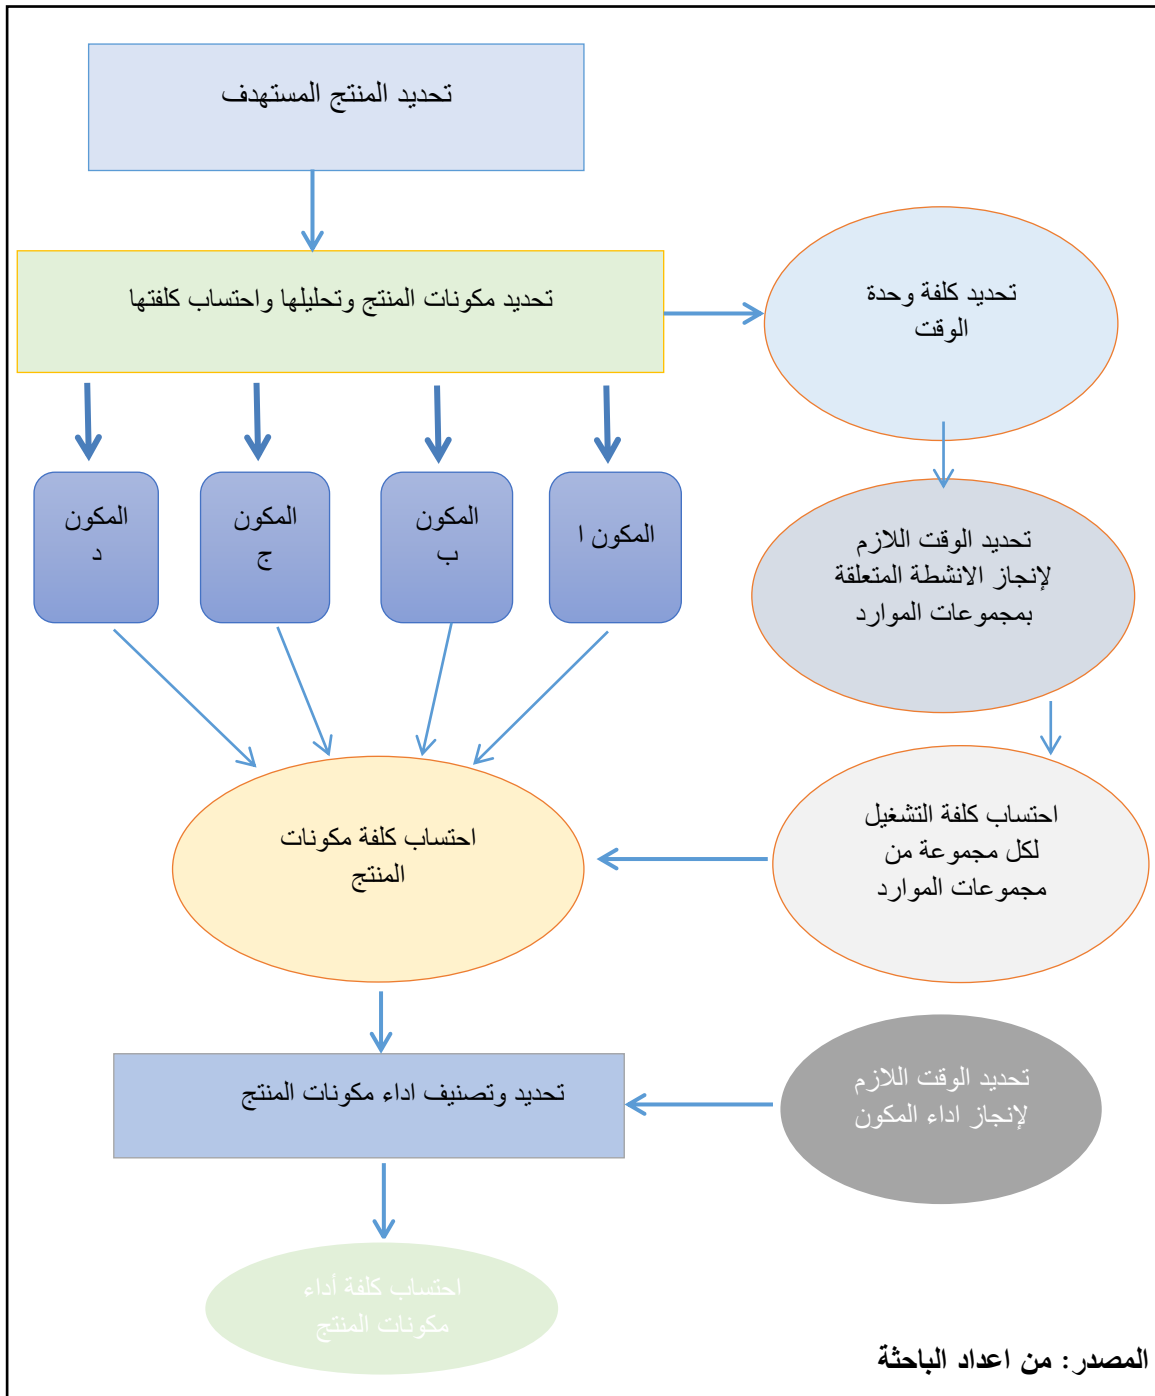 تحديد المنتج المستهدف
تحديد مكونات المنتج وتحليلها واحتساب كلفتها
تحديد كلفة وحدة
الوقت
المكون ا
المكون
ب
المكون
ج
المكون
د
تحديد الوقت اللازم
لإنجاز الانشطة المتعلقة
بمجموعات الموارد
احتساب كلفة التشغيل
لكل مجموعة من
مجموعات الموارد
احتساب كلفة مكونات
المنتج
تحديد الوقت اللازم
لإنجاز اداء المكون
تحديد وتصنيف اداء مكونات المنتج
احتساب كلفة أداء
مكونات المنتج
المصدر: من اعداد الباحثة